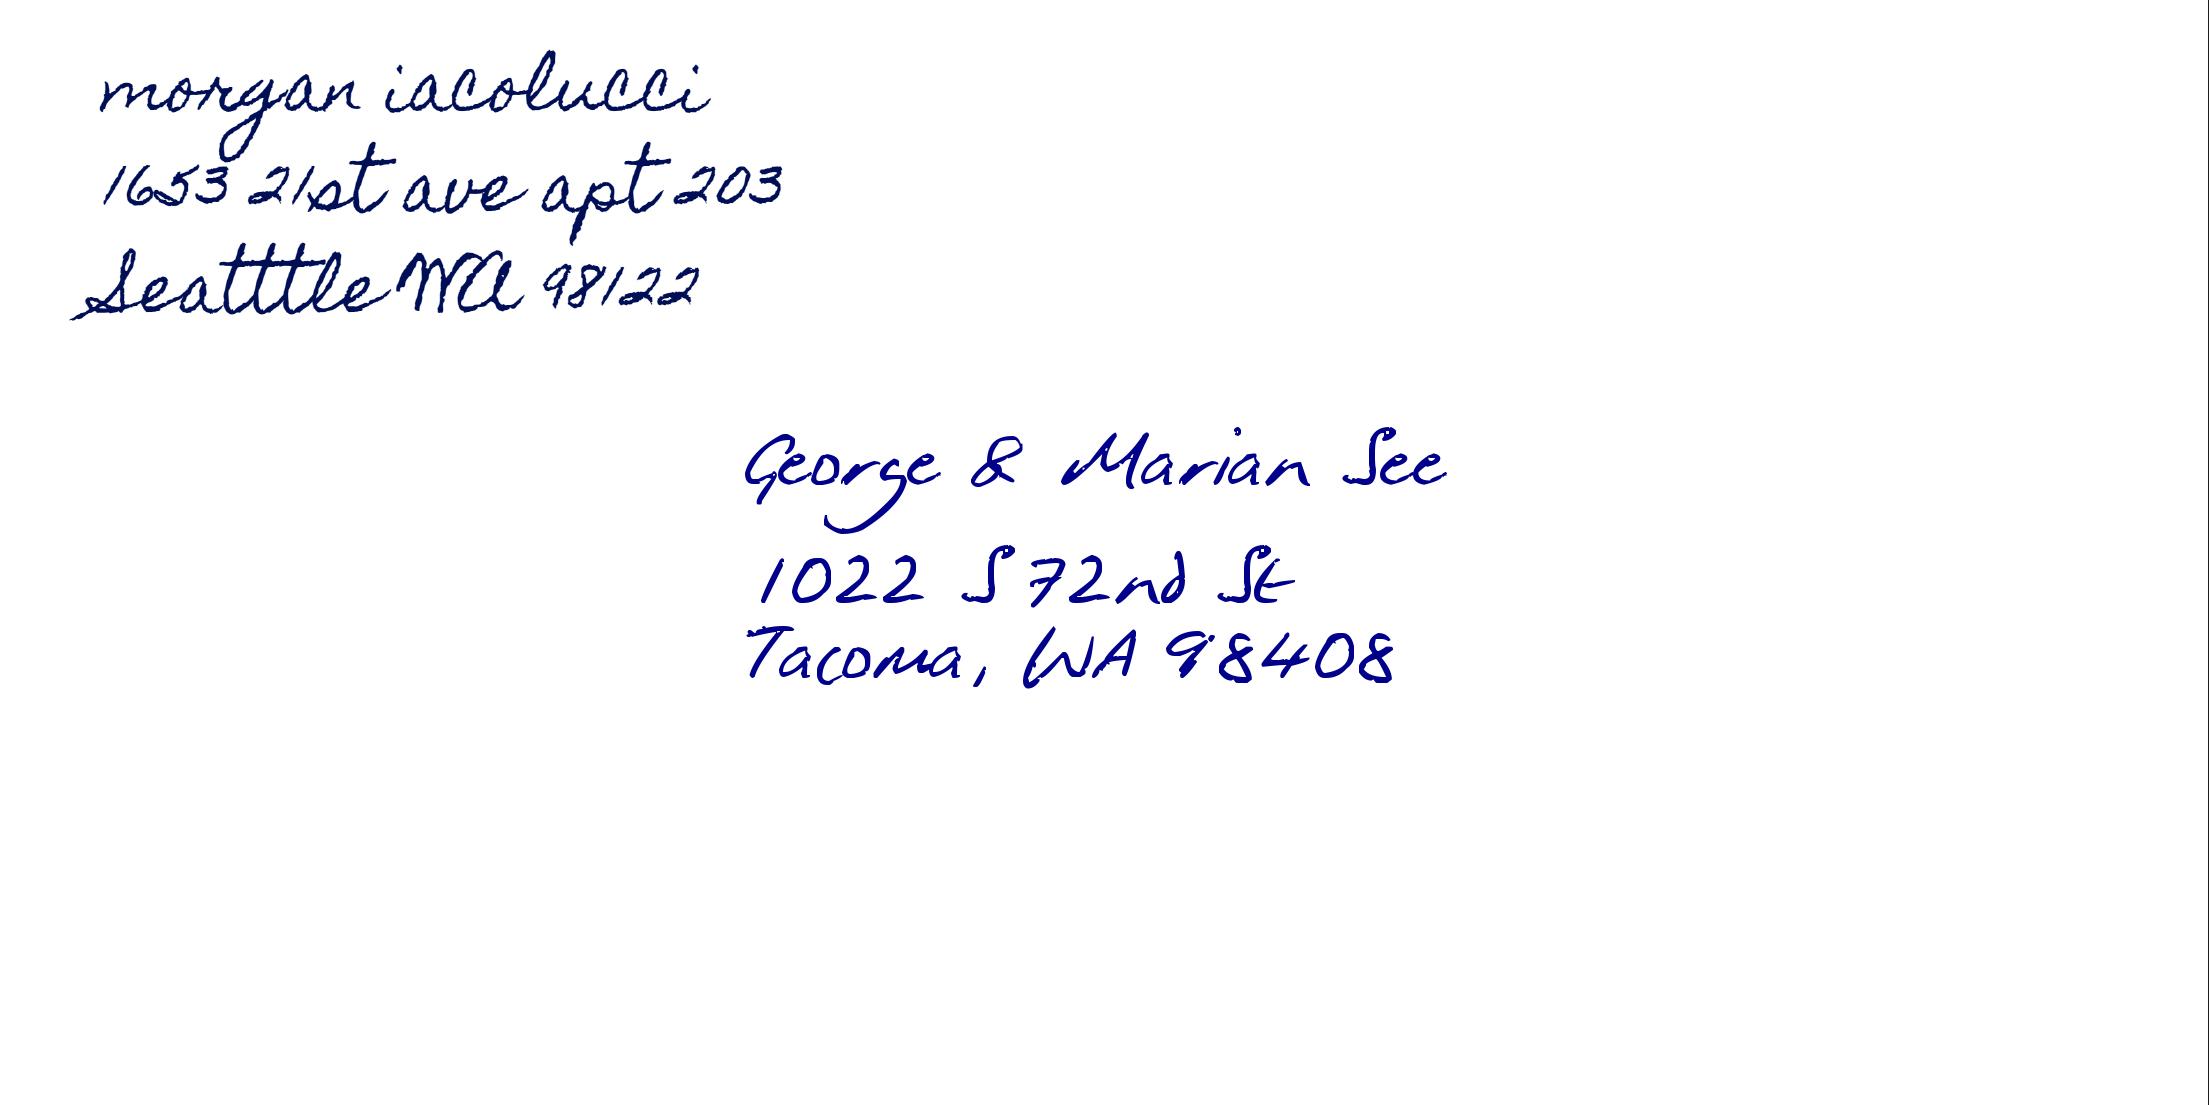 morgan iacolucci
1653 21st ave apt 203
Seatttle WA 98122
George & Marian See
1022 S 72nd St
Tacoma, WA 98408